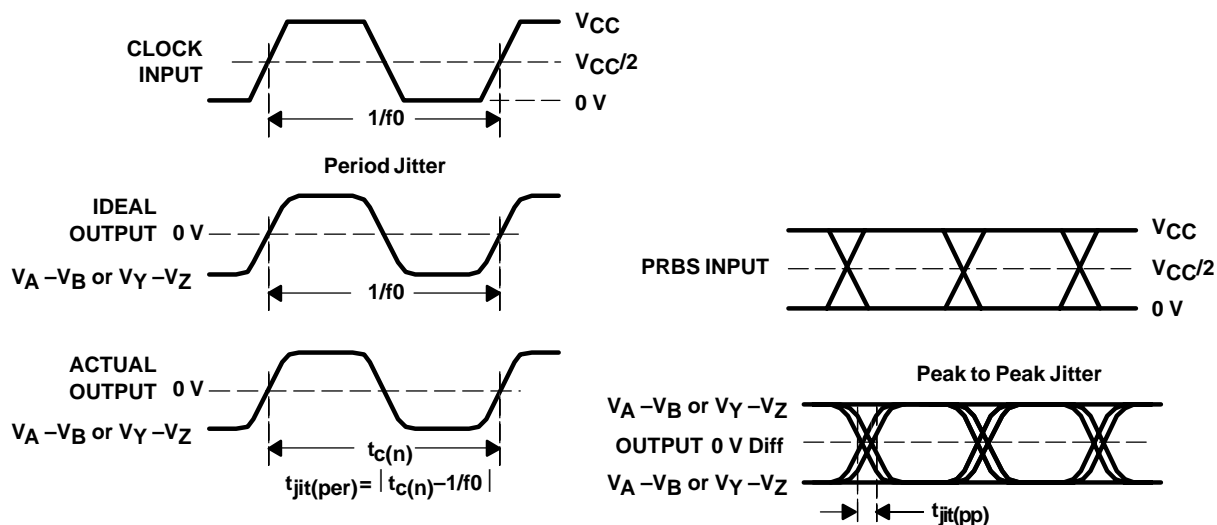 CLOCK
INPUT
VCC
VCC/2
0 V
1/f0
Period Jitter
IDEAL
OUTPUT 0 V
VA –VB or VY –VZ
1/f0
ACTUAL
OUTPUT 0 V
VA –VB or VY –VZ
tc(n)
tjit(per)= | tc(n)–1/f0 |
PRBS INPUT
VCC
VCC/2
0 V
Peak to Peak Jitter
VA –VB or VY –VZ
OUTPUT 0 V Diff
VA –VB or VY –VZ
tjit(pp)